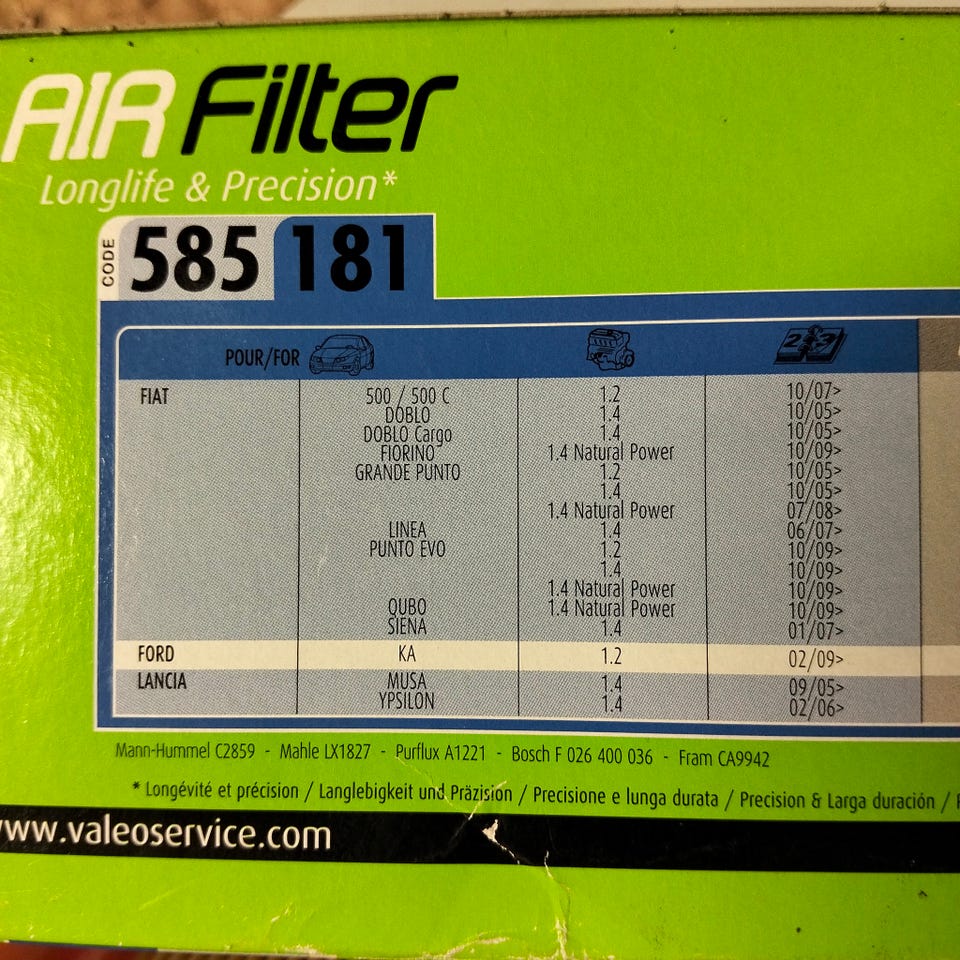 AIR Filter
Longlife & Precision*
CODE 585 181
POUR/FOR
FIAT 500 / 500 C 1.2 10/07>
DOBLO 1.4 10/05>
DOBLO Cargo 1.4 10/05>
FIORINO 1.4 Natural Power 10/09>
GRANDE PUNTO 1.2 10/05>
1.4 10/05>
1.4 Natural Power 07/08>
LINEA 1.4 06/07>
PUNTO EVO 1.2 10/09>
1.4 10/09>
1.4 Natural Power 10/09>
QUBO 1.4 Natural Power 10/09>
SIENA 1.4 01/07>
FORD KA 1.2 02/09>
LANCIA MUSA 1.4 09/05>
YPSILON 1.4 02/06>
Mann-Hummel C2859 - Mahle LX1827 - Purflux A1221 - Bosch F 026 400 036 - Fram CA9942
* Longévité et précision / Langlebigkeit und Präzision / Precisione e lunga durata / Precision & Larga duración /
www.valeoservice.com